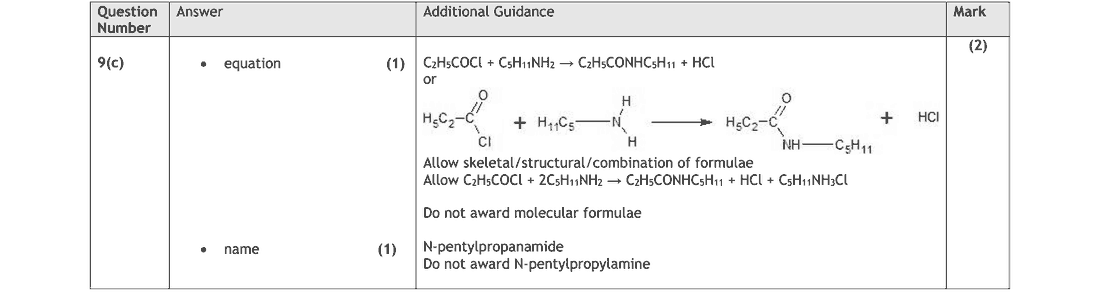 Question Number Answer Additional Guidance Mark
(2)
9(c) • equation (1) C₂H₅COCl + C₅H₁₁NH₂ → C₂H₅CONHC₅H₁₁ + HCl
or
H₅C₂-C O Cl + H₁₁C₅—N H H → H₅C₂-C O NH—C₅H₁₁ + HCl
Allow skeletal/structural/combination of formulae
Allow C₂H₅COCl + 2C₅H₁₁NH₂ → C₂H₅CONHC₅H₁₁ + HCl + C₅H₁₁NH₃Cl
Do not award molecular formulae
• name (1) N-pentylpropanamide
Do not award N-pentylpropylamine